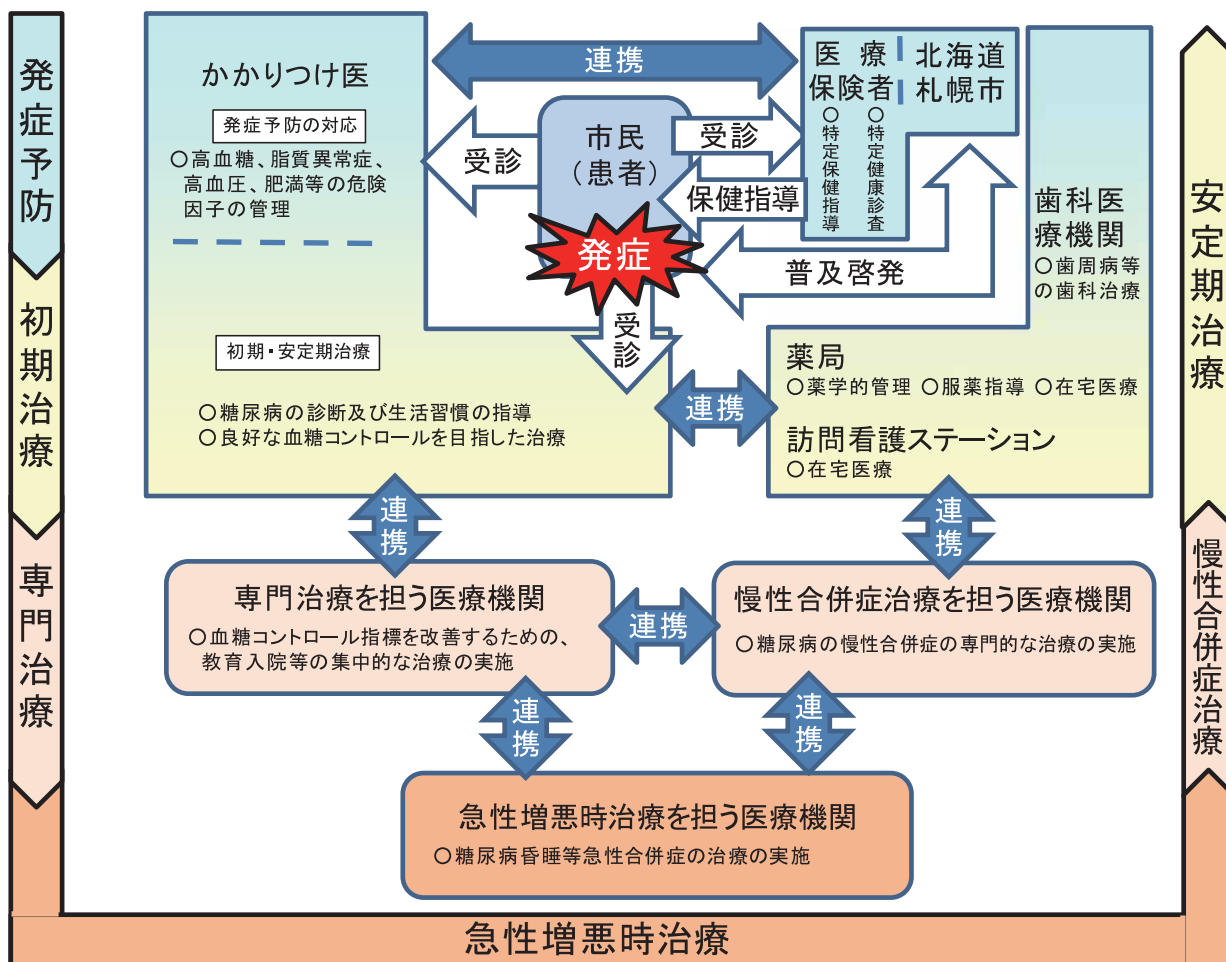 発症予防
初期治療
専門治療
かかりつけ医
発症予防の対応
○高血糖、脂質異常症、
高血圧、肥満等の危険
因子の管理
初期・安定期治療
○糖尿病の診断及び生活習慣の指導
○良好な血糖コントロールを目指した治療
連携
市民
（患者）
発症
受診
受診
保健指導
普及啓発
受診
医療
保険者
○特定健康診査
○特定保健指導
北海道
札幌市
歯科医
療機関
○歯周病等
の歯科治療
薬局
○薬学的管理 ○服薬指導 ○在宅医療
訪問看護ステーション
○在宅医療
連携
連携
連携
専門治療を担う医療機関
○血糖コントロール指標を改善するための、
教育入院等の集中的な治療の実施
連携
慢性合併症治療を担う医療機関
○糖尿病の慢性合併症の専門的な治療の実施
連携
連携
急性増悪時治療を担う医療機関
○糖尿病昏睡等急性合併症の治療の実施
安定期治療
慢性合併症治療
急性増悪時治療